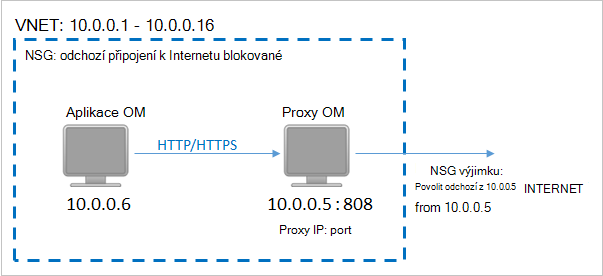 VNET: 10.0.0.1 - 10.0.0.16
NSG: odchozí připojení k Internetu blokované
Aplikace OM
Proxy OM
HTTP/HTTPS
10.0.0.6
10.0.0.5 : 808
Proxy IP: port
NSG výjimku:
Povolit odchozí z 10.0.0.5
from 10.0.0.5
INTERNET